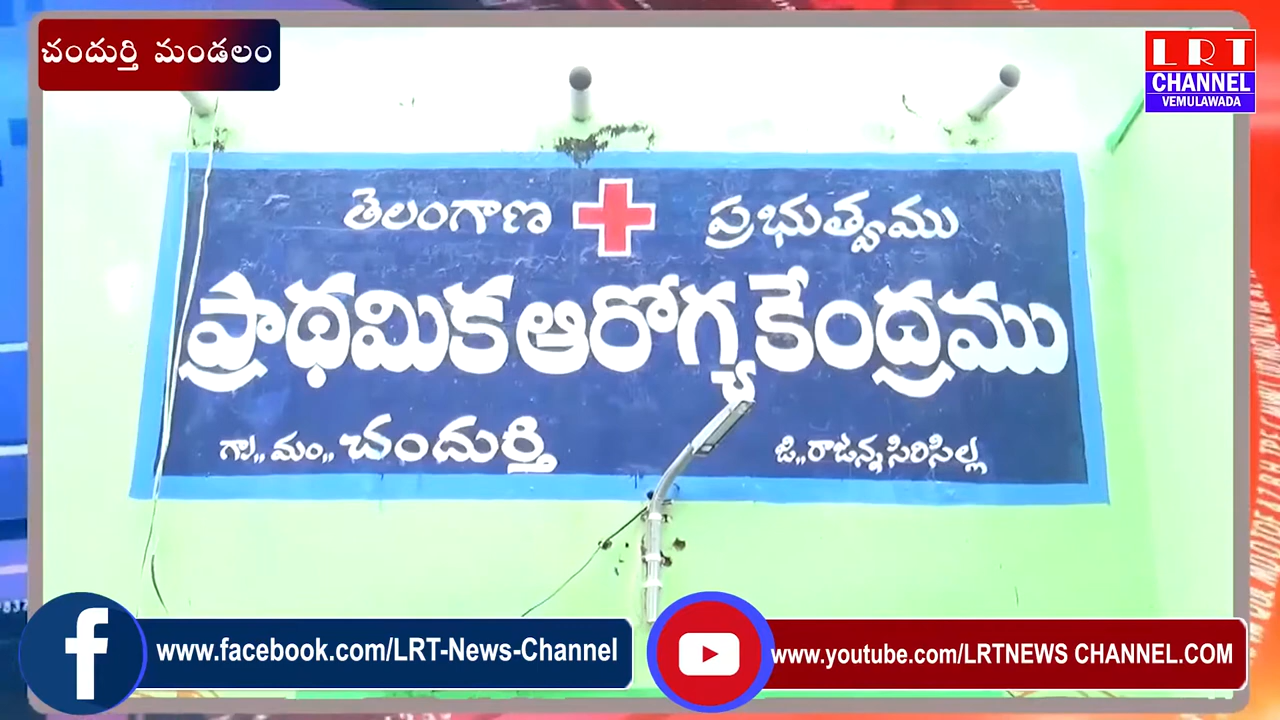 చందుర్తి మండలం
LRT
CHANNEL
VEMULAWADA
తెలంగాణ ప్రభుత్వము
ప్రాథమిక ఆరోగ్య కేంద్రము
గ్రా,, మం,, చందుర్తి జి,, రాజన్న సిరిసిల్ల
www.facebook.com/LRT-News-Channel
www.youtube.com/LRTNEWS CHANNEL.COM